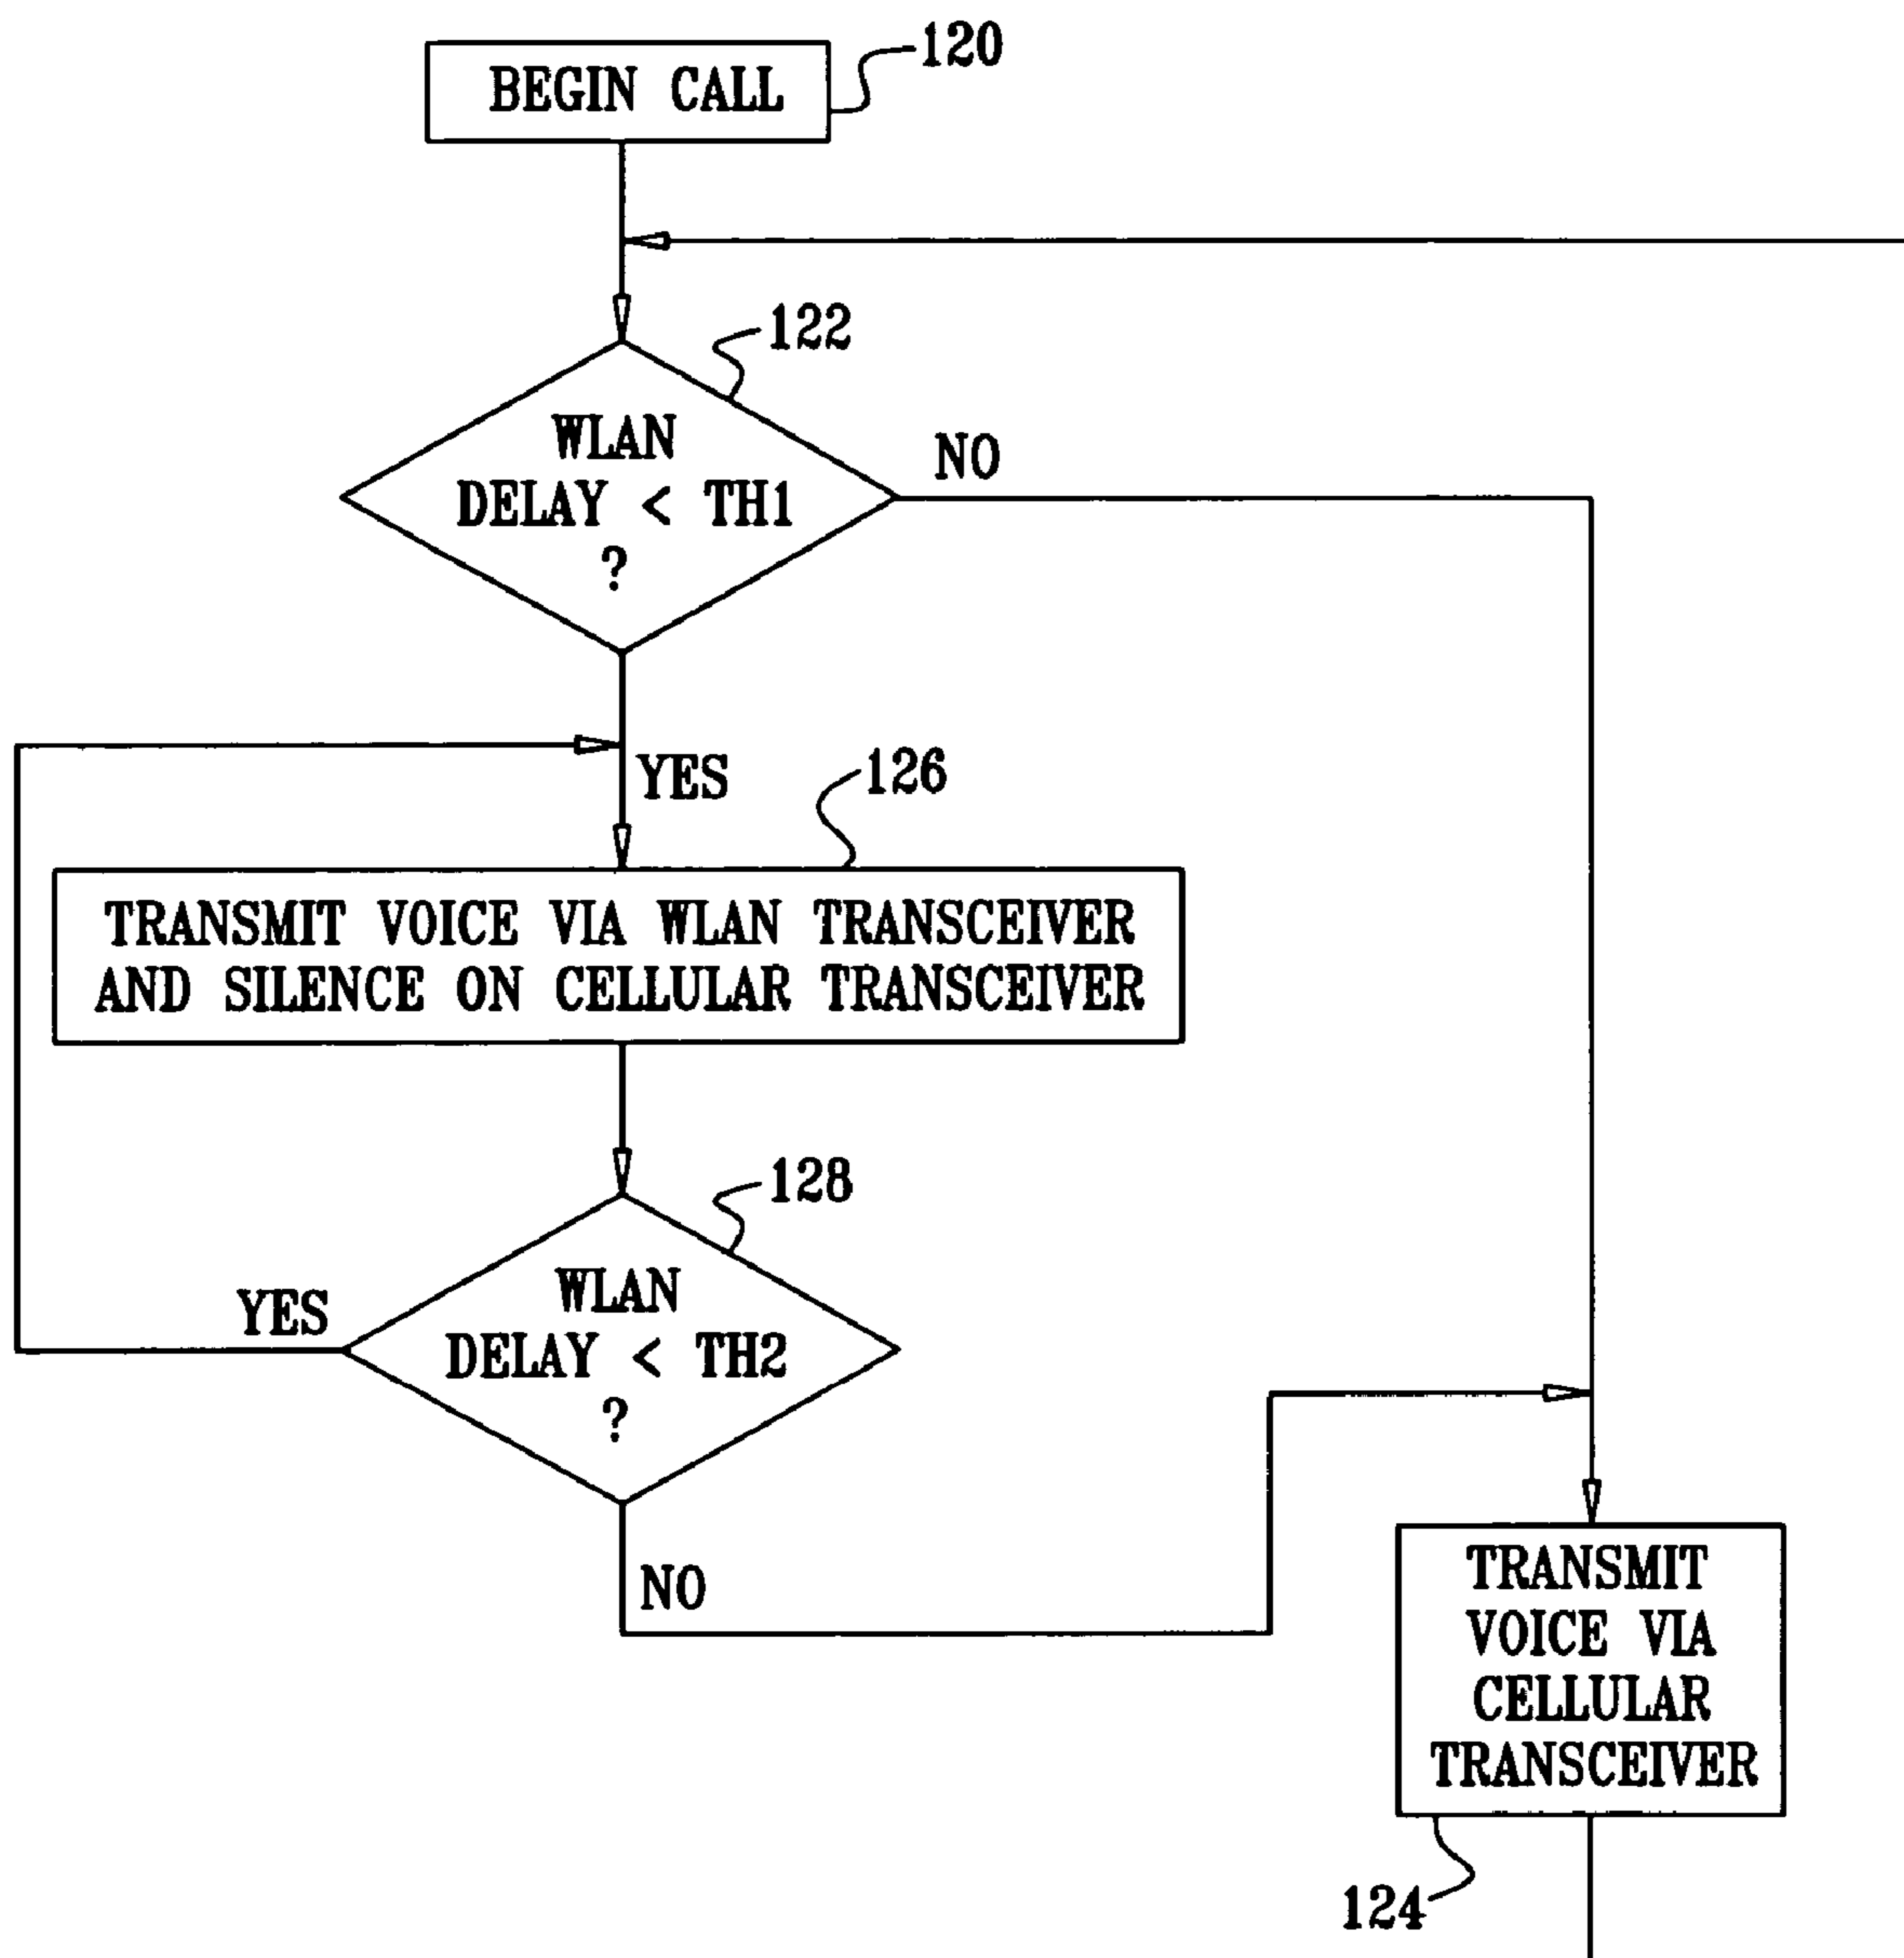 BEGIN CALL
120
122
WLAN
DELAY < TH1
?
NO
YES
126
TRANSMIT VOICE VIA WLAN TRANSCEIVER
AND SILENCE ON CELLULAR TRANSCEIVER
128
WLAN
DELAY < TH2
?
YES
NO
TRANSMIT
VOICE VIA
CELLULAR
TRANSCEIVER
124